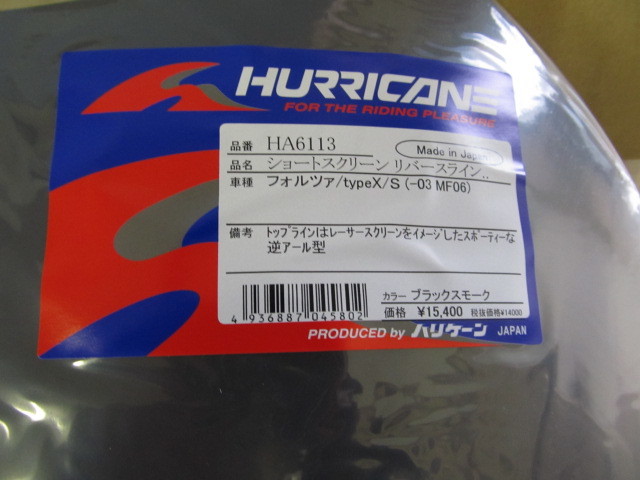 HURRICANE
FOR THE RIDING PLEASURE
品番 HA6113 Made in Japan
品名 ショートスクリーン リバースライン..
車種 フォルツァ/typeX/S (-03 MF06)
備考 トップラインはレーサースクリーンをイメージしたスポーティーな
逆アール型
カラー ブラックスモーク
4 936887 045802 価格 ¥15,400 税抜価格¥14000
PRODUCED by ハリケーン JAPAN